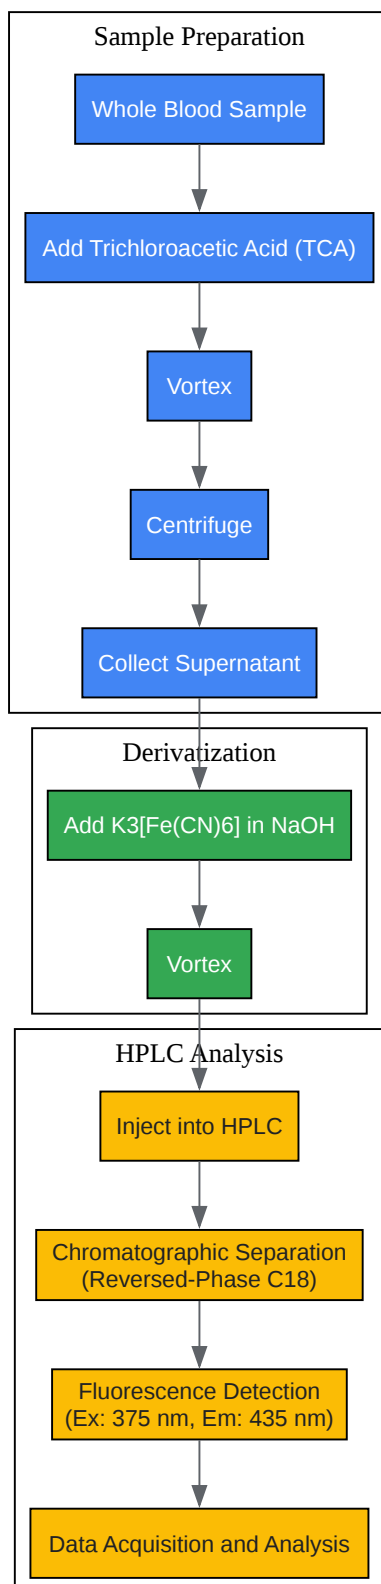 Sample Preparation
Whole Blood Sample
Add Trichloroacetic Acid (TCA)
Vortex
Centrifuge
Collect Supernatant
Derivatization
Add K3[Fe(CN)6] in NaOH
Vortex
HPLC Analysis
Inject into HPLC
Chromatographic Separation
(Reversed-Phase C18)
Fluorescence Detection
(Ex: 375 nm, Em: 435 nm)
Data Acquisition and Analysis